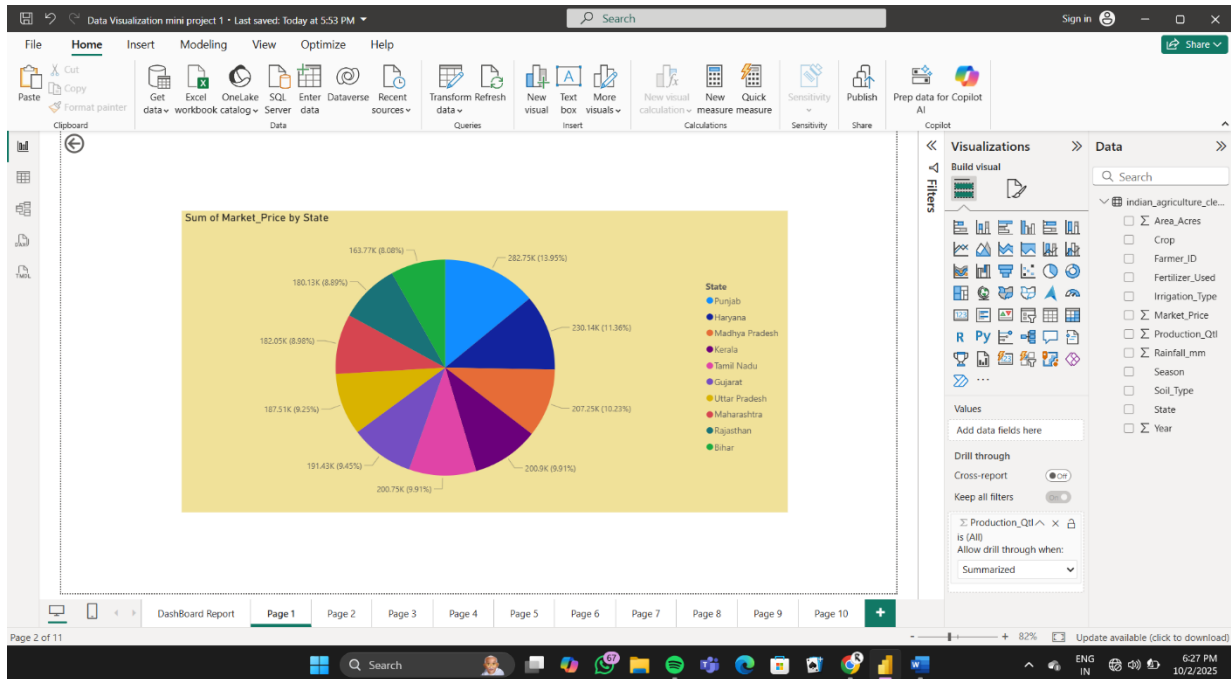 Data Visualization mini project 1 • Last saved: Today at 5:53 PM
Search
Sign in
File Home Insert Modeling View Optimize Help
Share
Paste
Cut
Copy
Format painter
Clipboard
Get data
Excel workbook
OneLake catalog
SQL Server
Enter data
Dataverse
Recent sources
Data
Transform data
Refresh
Queries
New visual
Text box
More visuals
Insert
New visual calculation
New measure
Quick measure
Calculations
Sensitivity
Sensitivity
Publish
Share
Prep data for AI
Copilot
Copilot
Sum of Market_Price by State
163.77K (8.08%)
282.75K (13.95%)
180.13K (8.89%)
230.14K (11.36%)
182.05K (8.98%)
187.51K (9.25%)
207.25K (10.23%)
191.43K (9.45%)
200.9K (9.91%)
200.75K (9.91%)
State
Punjab
Haryana
Madhya Pradesh
Kerala
Tamil Nadu
Gujarat
Uttar Pradesh
Maharashtra
Rajasthan
Bihar
Filters
Visualizations
Build visual
123
R Py
Values
Add data fields here
Drill through
Cross-report
Off
Keep all filters
On
Σ Production_Qtl
is (All)
Allow drill through when:
Summarized
Data
Search
indian_agriculture_cle...
Σ Area_Acres
Crop
Farmer_ID
Fertilizer_Used
Irrigation_Type
Σ Market_Price
Σ Production_Qtl
Σ Rainfall_mm
Season
Soil_Type
State
Σ Year
DashBoard Report Page 1 Page 2 Page 3 Page 4 Page 5 Page 6 Page 7 Page 8 Page 9 Page 10
Page 2 of 11
82%
Update available (click to download)
Search
67
ENG
IN
6:27 PM
10/2/2025